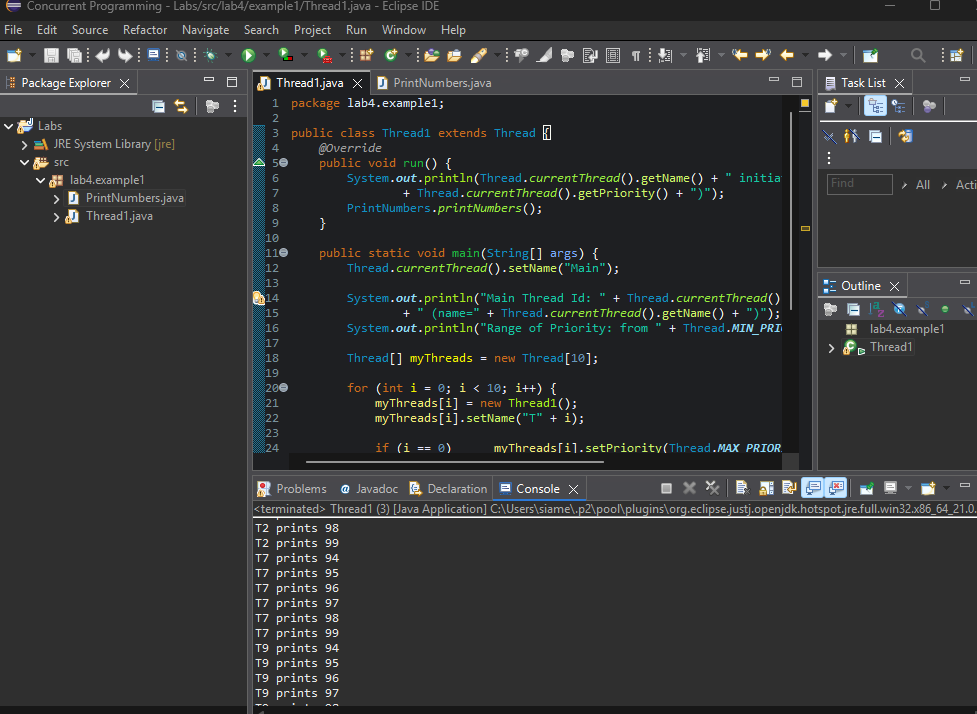 Concurrent Programming - Labs/src/lab4/example1/Thread1.java - Eclipse IDE
File Edit Source Refactor Navigate Search Project Run Window Help
Package Explorer
Labs
JRE System Library [jre]
src
lab4.example1
PrintNumbers.java
Thread1.java
Thread1.java PrintNumbers.java
1 package lab4.example1;
2
3 public class Thread1 extends Thread {
4 @Override
5 public void run() {
6 System.out.println(Thread.currentThread().getName() + " initia
7 + Thread.currentThread().getPriority() + ")");
8 PrintNumbers.printNumbers();
9 }
10
11 public static void main(String[] args) {
12 Thread.currentThread().setName("Main");
13
14 System.out.println("Main Thread Id: " + Thread.currentThread()
15 + " (name=" + Thread.currentThread().getName() + ")");
16 System.out.println("Range of Priority: from " + Thread.MIN_PRI
17
18 Thread[] myThreads = new Thread[10];
19
20 for (int i = 0; i < 10; i++) {
21 myThreads[i] = new Thread1();
22 myThreads[i].setName("T" + i);
23
24 if (i == 0) myThreads[i].setPriority(Thread.MAX_PRIOR
Task List
Find All Acti
Outline
lab4.example1
Thread1
Problems Javadoc Declaration Console
<terminated> Thread1 (3) [Java Application] C:\Users\siame\.p2\pool\plugins\org.eclipse.justj.openjdk.hotspot.jre.full.win32.x86_64_21.0.
T2 prints 98
T2 prints 99
T7 prints 94
T7 prints 95
T7 prints 96
T7 prints 97
T7 prints 98
T7 prints 99
T9 prints 94
T9 prints 95
T9 prints 96
T9 prints 97
T9 prints 98